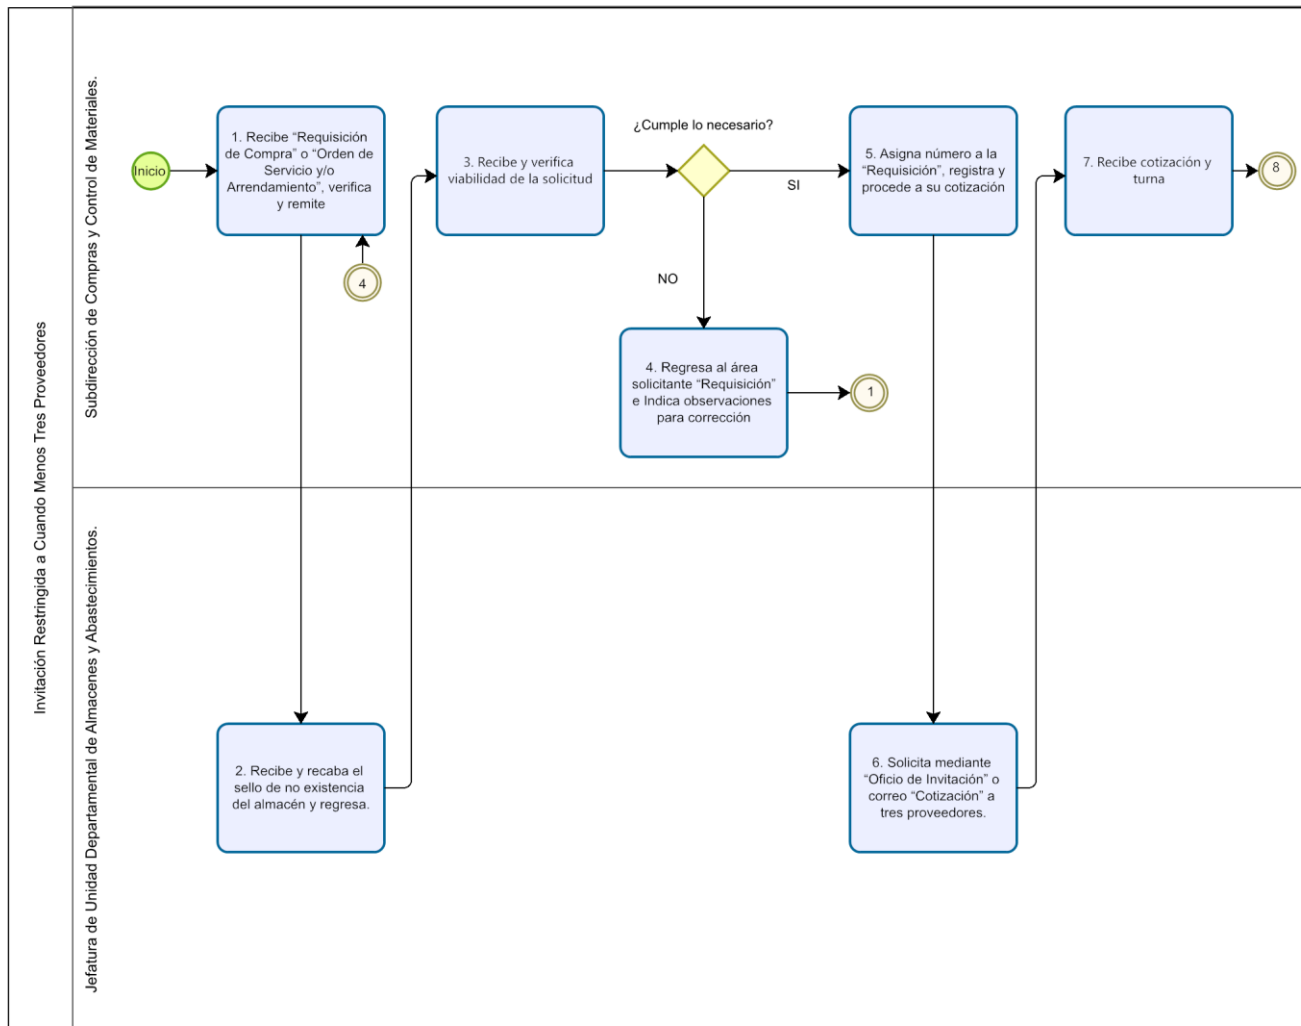 Invitación Restringida a Cuando Menos Tres Proveedores
Subdirección de Compras y Control de Materiales.
Inicio
1. Recibe “Requisición
de Compra” o “Orden de
Servicio y/o
Arrendamiento”, verifica
y remite
4
3. Recibe y verifica
viabilidad de la solicitud
¿Cumple lo necesario?
SI
NO
4. Regresa al área
solicitante “Requisición”
e Indica observaciones
para corrección
1
5. Asigna número a la
“Requisición”, registra y
procede a su cotización
7. Recibe cotización y
turna
8
Jefatura de Unidad Departamental de Almacenes y Abastecimientos.
2. Recibe y recaba el
sello de no existencia
del almacén y regresa.
6. Solicita mediante
“Oficio de Invitación” o
correo “Cotización” a
tres proveedores.